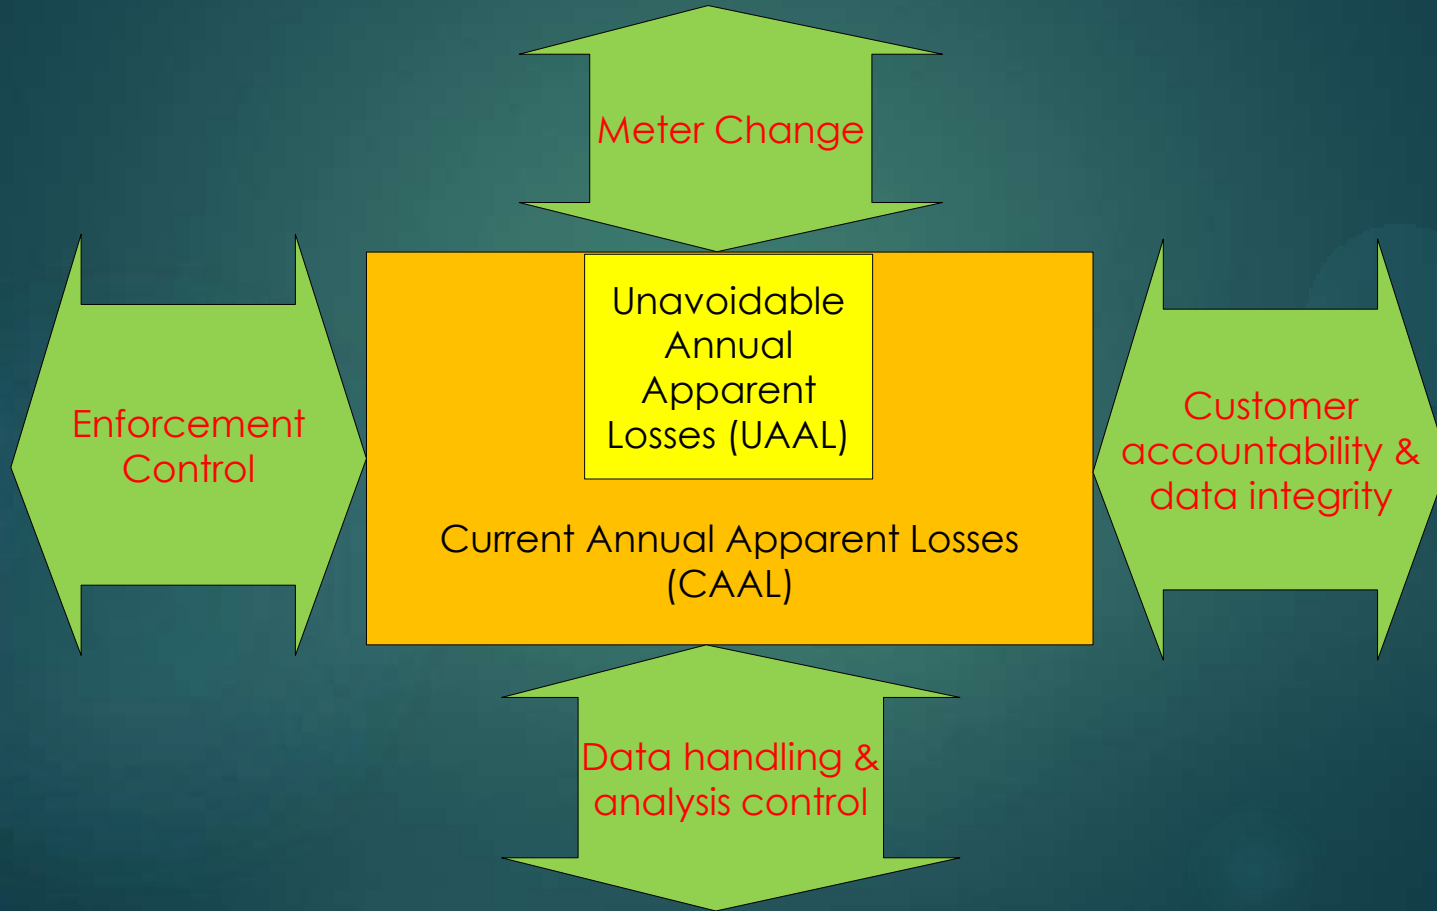 Meter Change
Unavoidable
Annual
Apparent
Losses (UAAL)
Enforcement
Control
Customer
accountability &
data integrity
Current Annual Apparent Losses
(CAAL)
Data handling &
analysis control